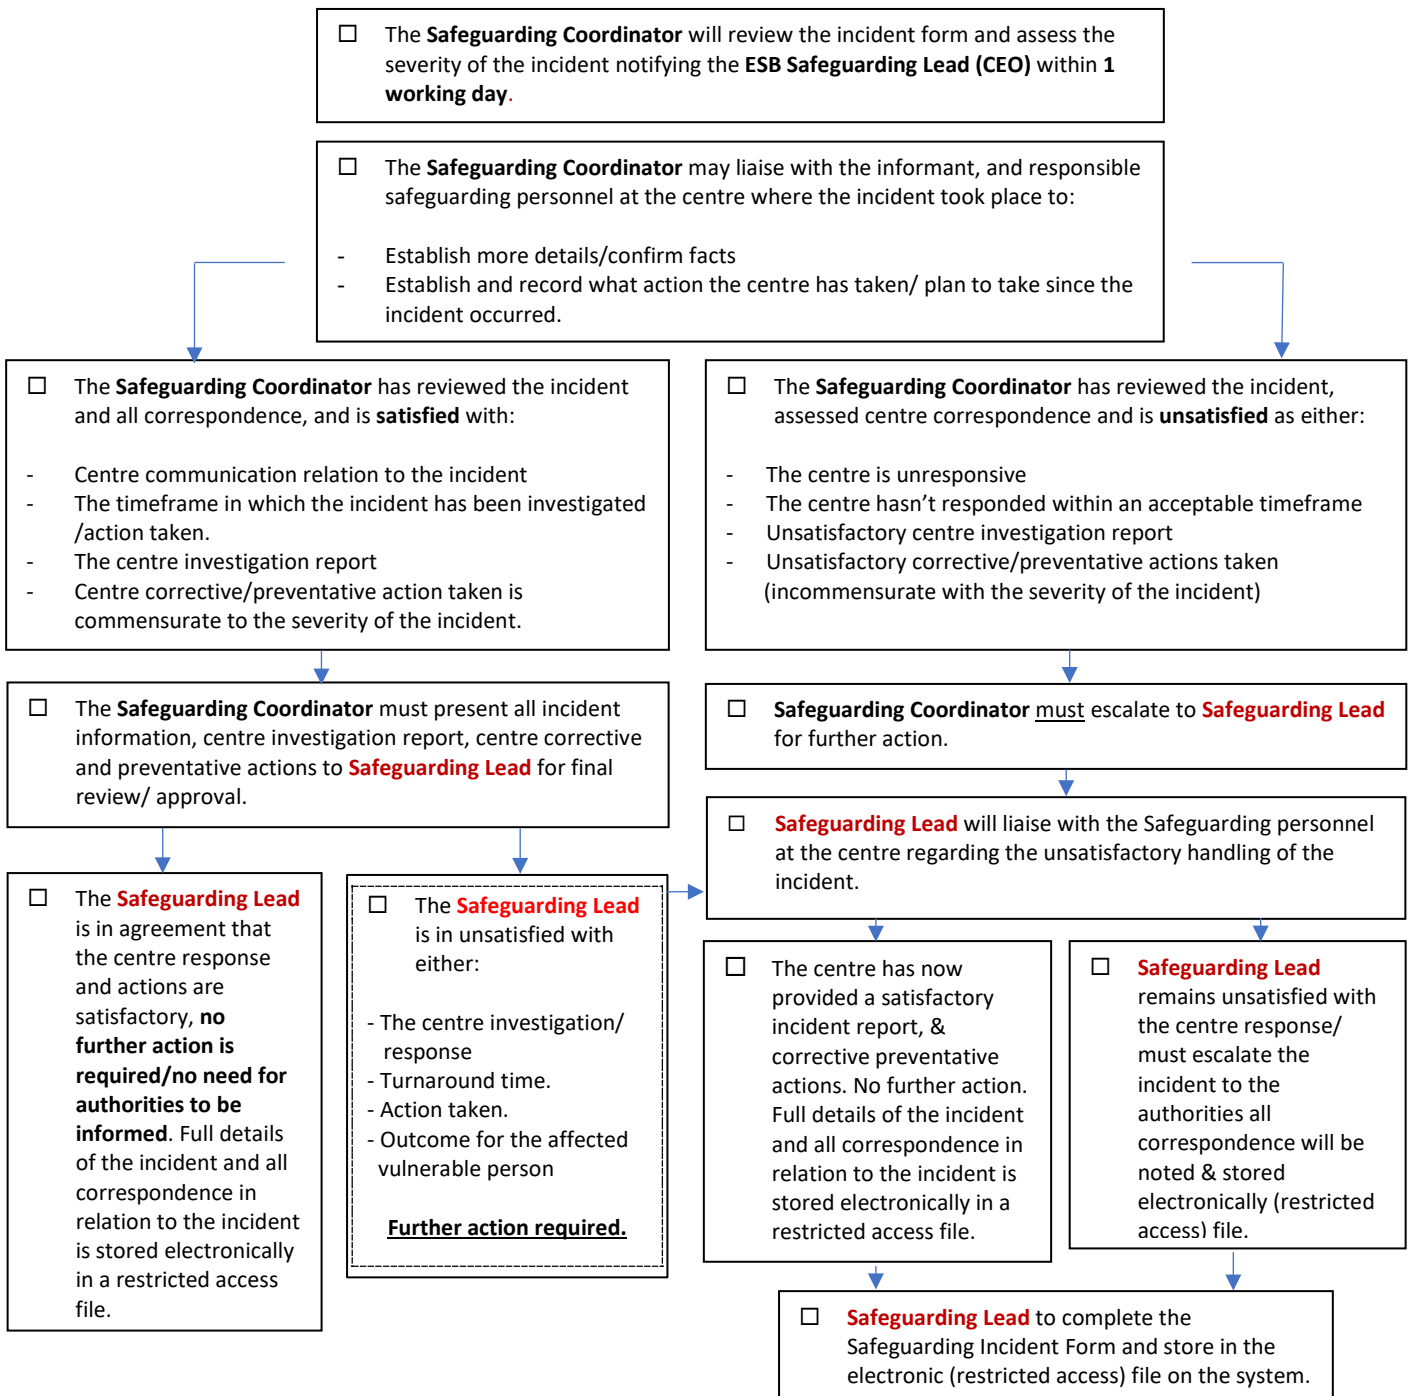 ☐ The Safeguarding Coordinator will review the incident form and assess the
severity of the incident notifying the ESB Safeguarding Lead (CEO) within 1
working day.
☐ The Safeguarding Coordinator may liaise with the informant, and responsible
safeguarding personnel at the centre where the incident took place to:
- Establish more details/confirm facts
- Establish and record what action the centre has taken/ plan to take since the
incident occurred.
☐ The Safeguarding Coordinator has reviewed the incident
and all correspondence, and is satisfied with:
- Centre communication relation to the incident
- The timeframe in which the incident has been investigated
/action taken.
- The centre investigation report
- Centre corrective/preventative action taken is
commensurate to the severity of the incident.
☐ The Safeguarding Coordinator has reviewed the incident,
assessed centre correspondence and is unsatisfied as either:
- The centre is unresponsive
- The centre hasn’t responded within an acceptable timeframe
- Unsatisfactory centre investigation report
- Unsatisfactory corrective/preventative actions taken
(incommensurate with the severity of the incident)
☐ The Safeguarding Coordinator must present all incident
information, centre investigation report, centre corrective
and preventative actions to Safeguarding Lead for final
review/ approval.
☐ Safeguarding Coordinator must escalate to Safeguarding Lead
for further action.
☐ Safeguarding Lead will liaise with the Safeguarding personnel
at the centre regarding the unsatisfactory handling of the
incident.
☐ The Safeguarding Lead
is in agreement that
the centre response
and actions are
satisfactory, no
further action is
required/no need for
authorities to be
informed. Full details
of the incident and all
correspondence in
relation to the incident
is stored electronically
in a restricted access
file.
☐ The Safeguarding Lead
is in unsatisfied with
either:
- The centre investigation/
response
- Turnaround time.
- Action taken.
- Outcome for the affected
vulnerable person
Further action required.
☐ The centre has now
provided a satisfactory
incident report, &
corrective preventative
actions. No further action.
Full details of the incident
and all correspondence in
relation to the incident is
stored electronically in a
restricted access file.
☐ Safeguarding Lead
remains unsatisfied with
the centre response/
must escalate the
incident to the
authorities all
correspondence will be
noted & stored
electronically (restricted
access) file.
☐ Safeguarding Lead to complete the
Safeguarding Incident Form and store in the
electronic (restricted access) file on the system.